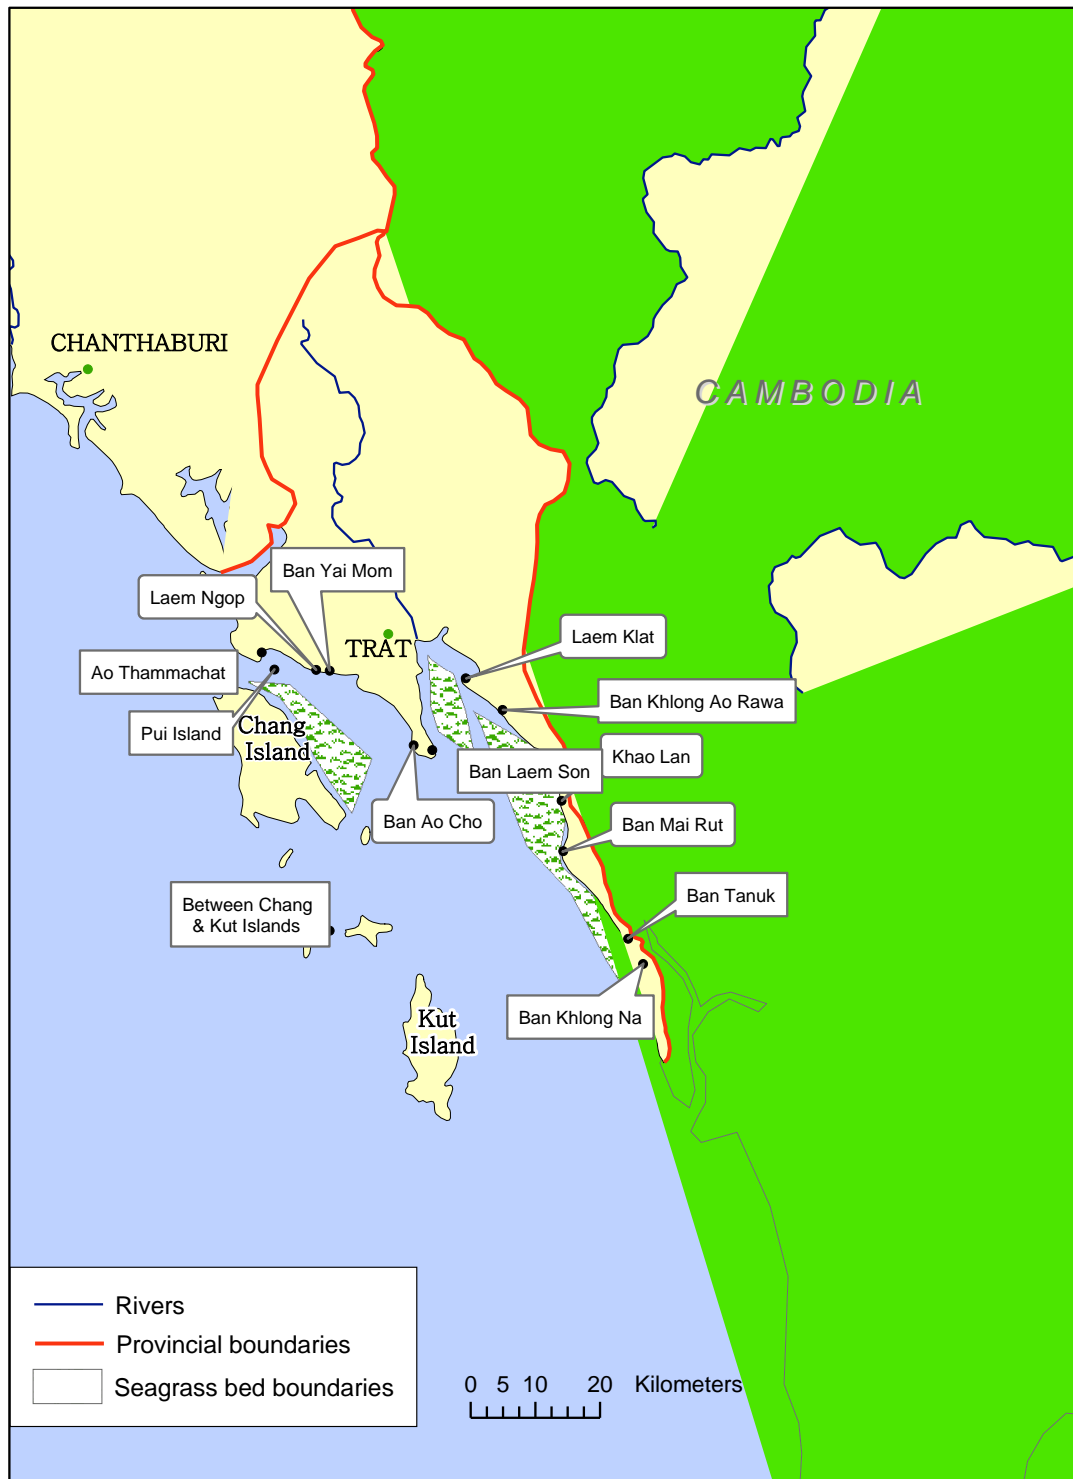 CHANTHABURI
CAMBODIA
Ban Yai Mom
Laem Ngop
Laem Klat
TRAT
Ao Thammachat
Ban Khlong Ao Rawa
Pui Island
Chang
Island
Khao Lan
Ban Laem Son
Ban Ao Cho
Ban Mai Rut
Ban Tanuk
Between Chang
& Kut Islands
Ban Khlong Na
Kut
Island
Rivers
Provincial boundaries
Seagrass bed boundaries
0 5 10 20 Kilometers